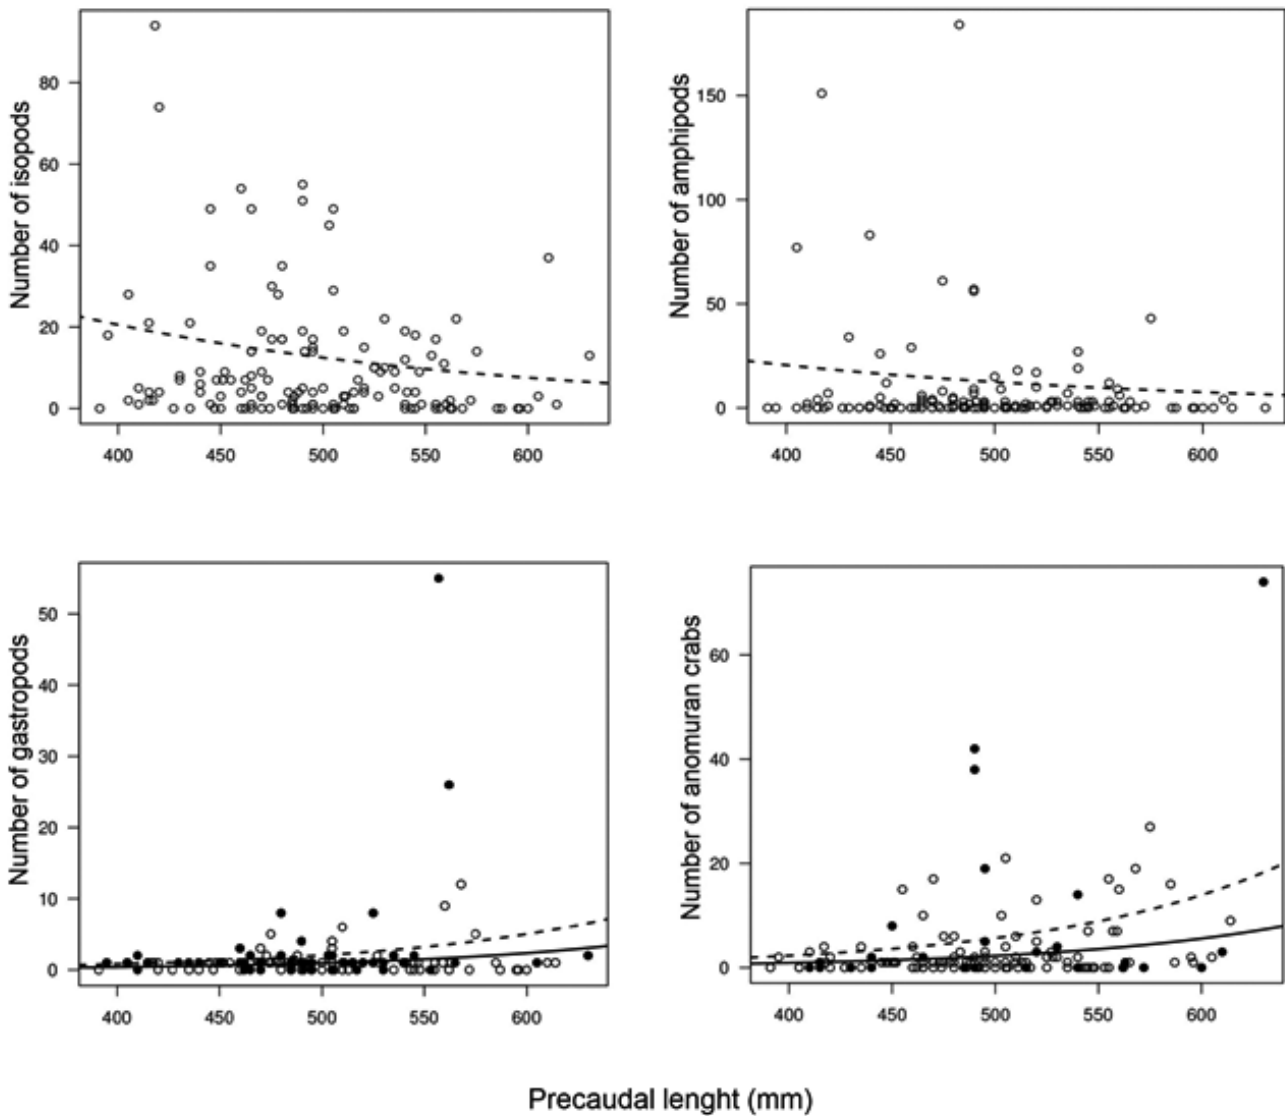 Number of isopods
80
60
40
20
0
400 450 500 550 600
Number of amphipods
150
100
50
0
400 450 500 550 600
Number of gastropods
50
40
30
20
10
0
400 450 500 550 600
Number of anomuran crabs
60
40
20
0
400 450 500 550 600
Precaudal lenght (mm)